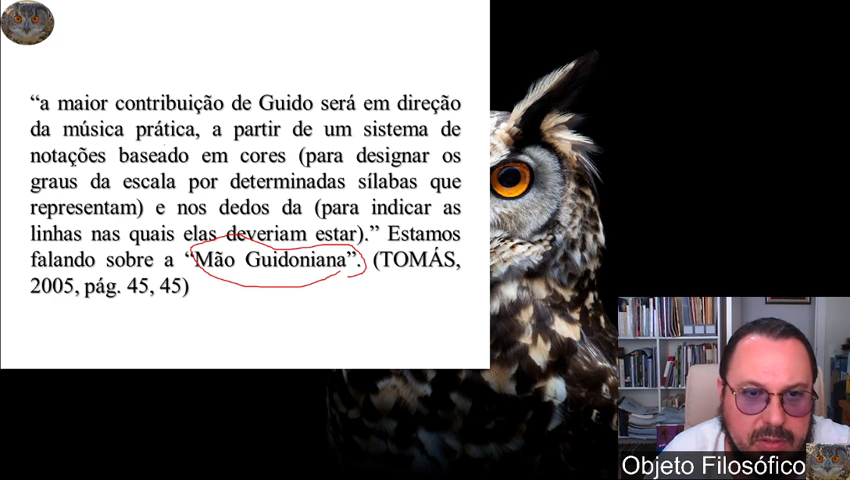 “a maior contribuição de Guido será em direção
da música prática, a partir de um sistema de
notações baseado em cores (para designar os
graus da escala por determinadas sílabas que
representam) e nos dedos da (para indicar as
linhas nas quais elas deveriam estar).” Estamos
falando sobre a “Mão Guidoniana”. (TOMÁS,
2005, pág. 45, 45)
Objeto Filosófico